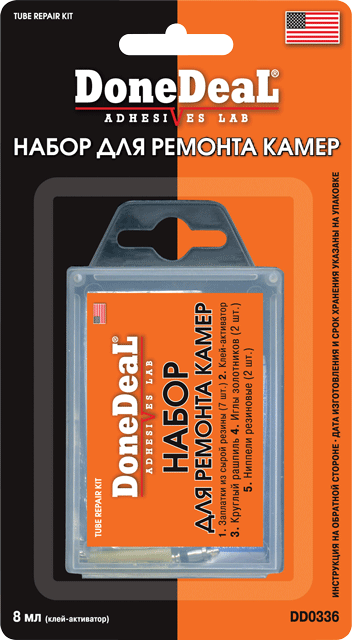 TUBE REPAIR KIT
DoneDeaL®
ADHESIVES LAB
НАБОР ДЛЯ РЕМОНТА КАМЕР
DoneDeaL®
ADHESIVES LAB
TUBE REPAIR KIT
НАБОР
ДЛЯ РЕМОНТА КАМЕР
1. Заплатки из сырой резины (7 шт.) 2. Клей-активатор
3. Круглый рашпиль 4. Иглы золотников (2 шт.)
5. Ниппели резиновые (2 шт.)
ИНСТРУКЦИЯ НА ОБРАТНОЙ СТОРОНЕ • ДАТА ИЗГОТОВЛЕНИЯ И СРОК ХРАНЕНИЯ УКАЗАНЫ НА УПАКОВКЕ
8 мл (клей-активатор)
DD0336